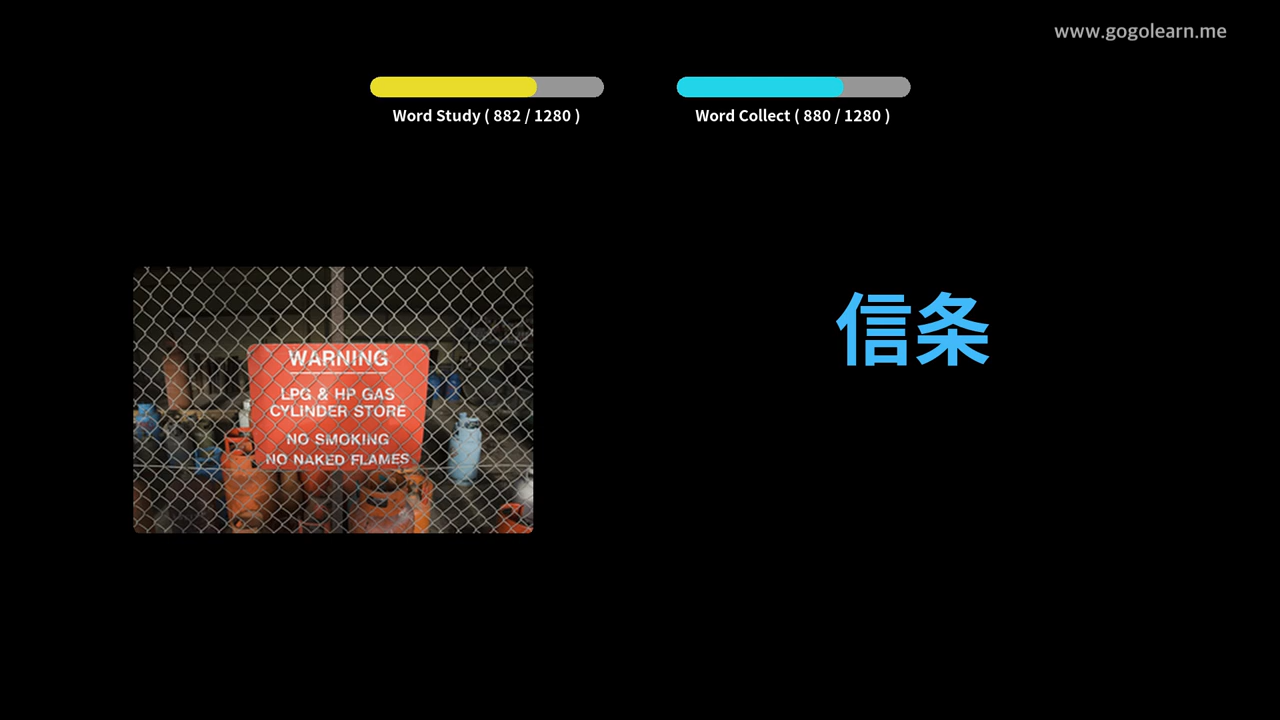 www.gogolearn.me
Word Study ( 882 / 1280 )
Word Collect ( 880 / 1280 )
信条
WARNING
LPG & HP GAS
CYLINDER STORE
NO SMOKING
NO NAKED FLAMES